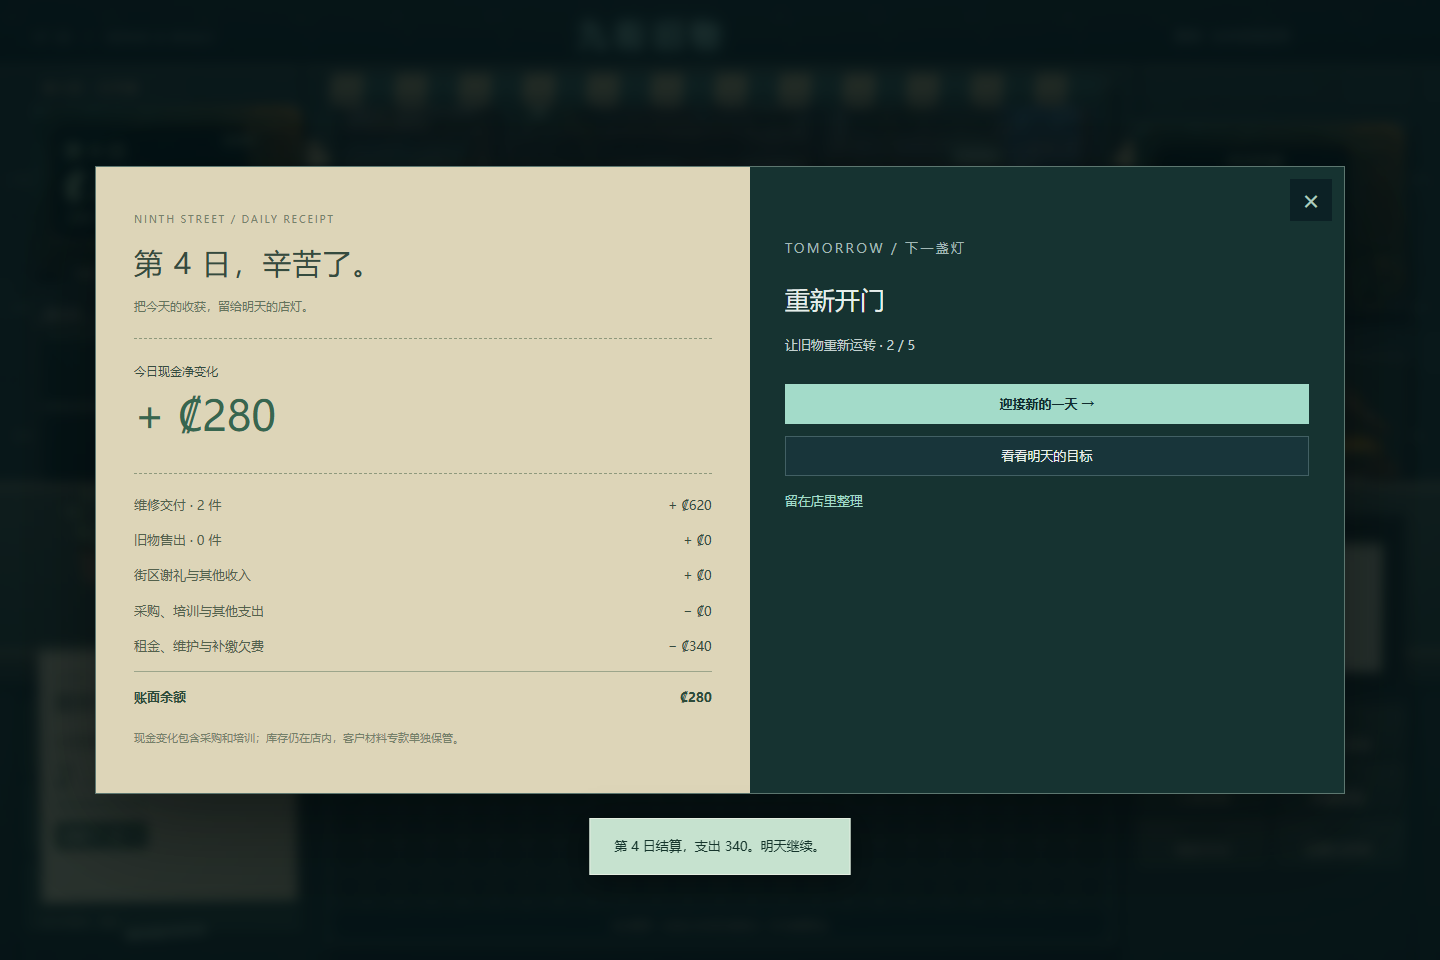 NINTH STREET / DAILY RECEIPT
第 4 日，辛苦了。
把今天的收获，留给明天的店灯。
今日现金净变化
+ ₡280
维修交付 · 2 件 + ₡620
旧物售出 · 0 件 + ₡0
街区谢礼与其他收入 + ₡0
采购、培训与其他支出 − ₡0
租金、维护与补缴欠费 − ₡340
账面余额 ₡280
现金变化包含采购和培训；库存仍在店内，客户材料专款单独保管。
TOMORROW / 下一盏灯
重新开门
让旧物重新运转 · 2 / 5
迎接新的一天 →
看看明天的目标
留在店里整理
第 4 日结算，支出 340。明天继续。